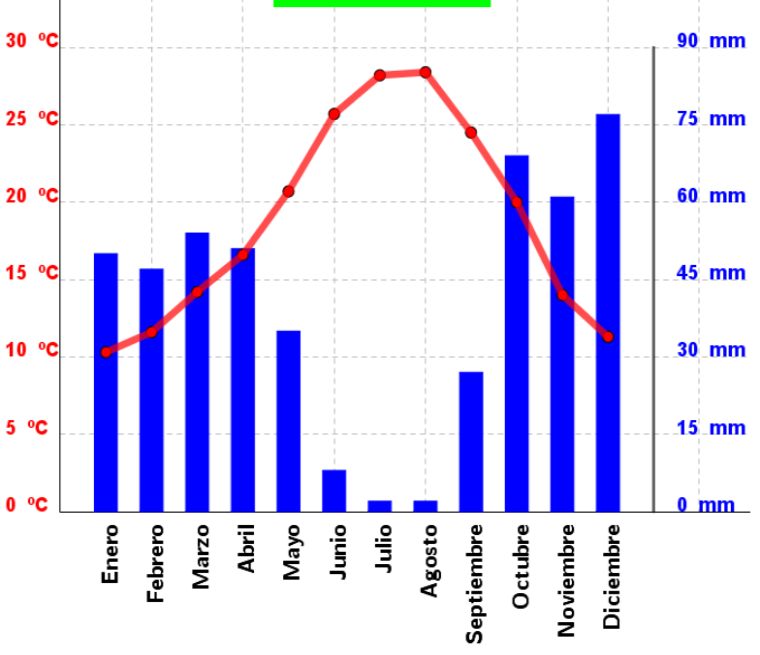 30 ºC 90 mm
25 ºC 75 mm
20 ºC 60 mm
15 ºC 45 mm
10 ºC 30 mm
5 ºC 15 mm
0 ºC 0 mm
Enero
Febrero
Marzo
Abril
Mayo
Junio
Julio
Agosto
Septiembre
Octubre
Noviembre
Diciembre